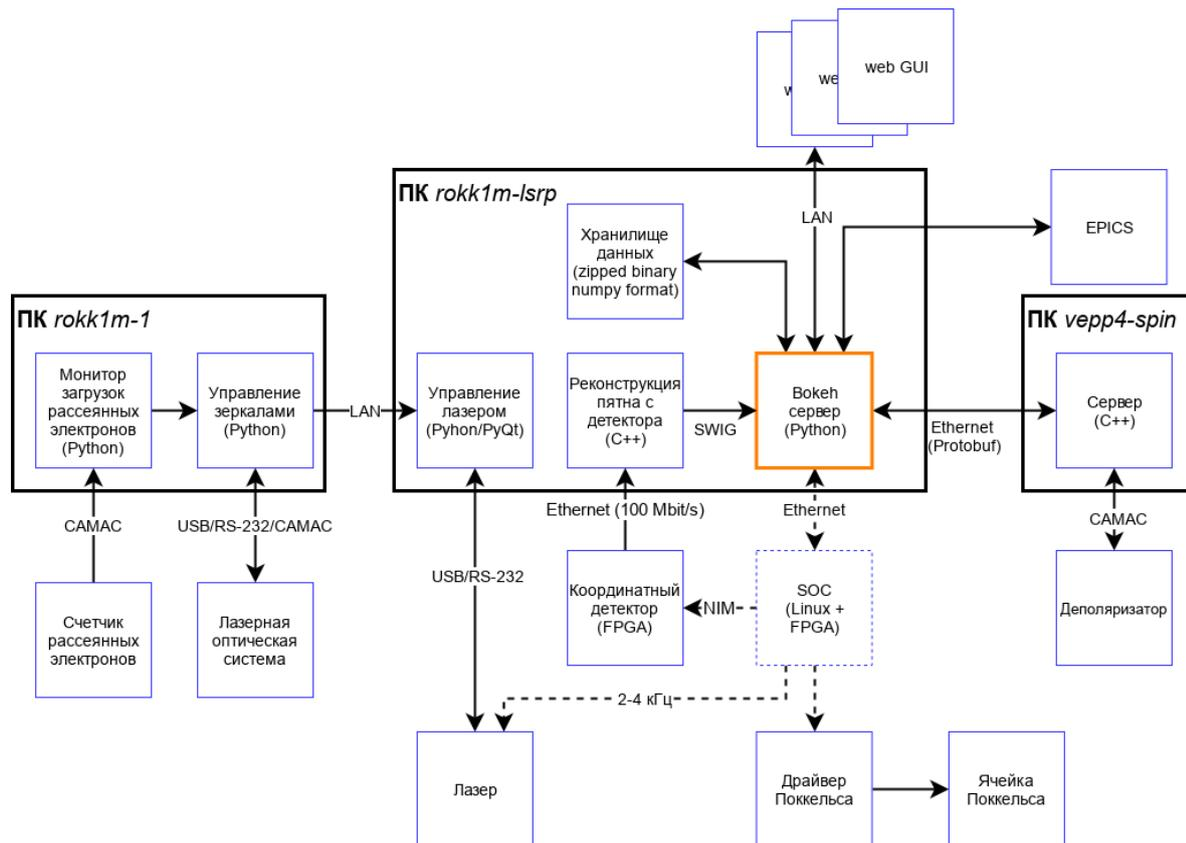 web GUI
we
w
ПК rokk1m-lsrp
LAN
Хранилище
данных
(zipped binary
numpy format)
EPICS
ПК rokk1m-1
ПК vepp4-spin
Монитор
загрузок
рассеянных
электронов
(Python)
Управление
зеркалами
(Python)
LAN
Управление
лазером
(Pyhon/PyQt)
Реконструкция
пятна с
детектора
(C++)
SWIG
Bokeh
сервер
(Python)
Ethernet
(Protobuf)
Сервер
(C++)
CAMAC
USB/RS-232/CAMAC
Ethernet (100 Mbit/s)
Ethernet
CAMAC
USB/RS-232
Счетчик
рассеянных
электронов
Лазерная
оптическая
система
Координатный
детектор
(FPGA)
NIM
SOC
(Linux +
FPGA)
Деполяризатор
2-4 кГц
Лазер
Драйвер
Поккельса
Ячейка
Поккельса